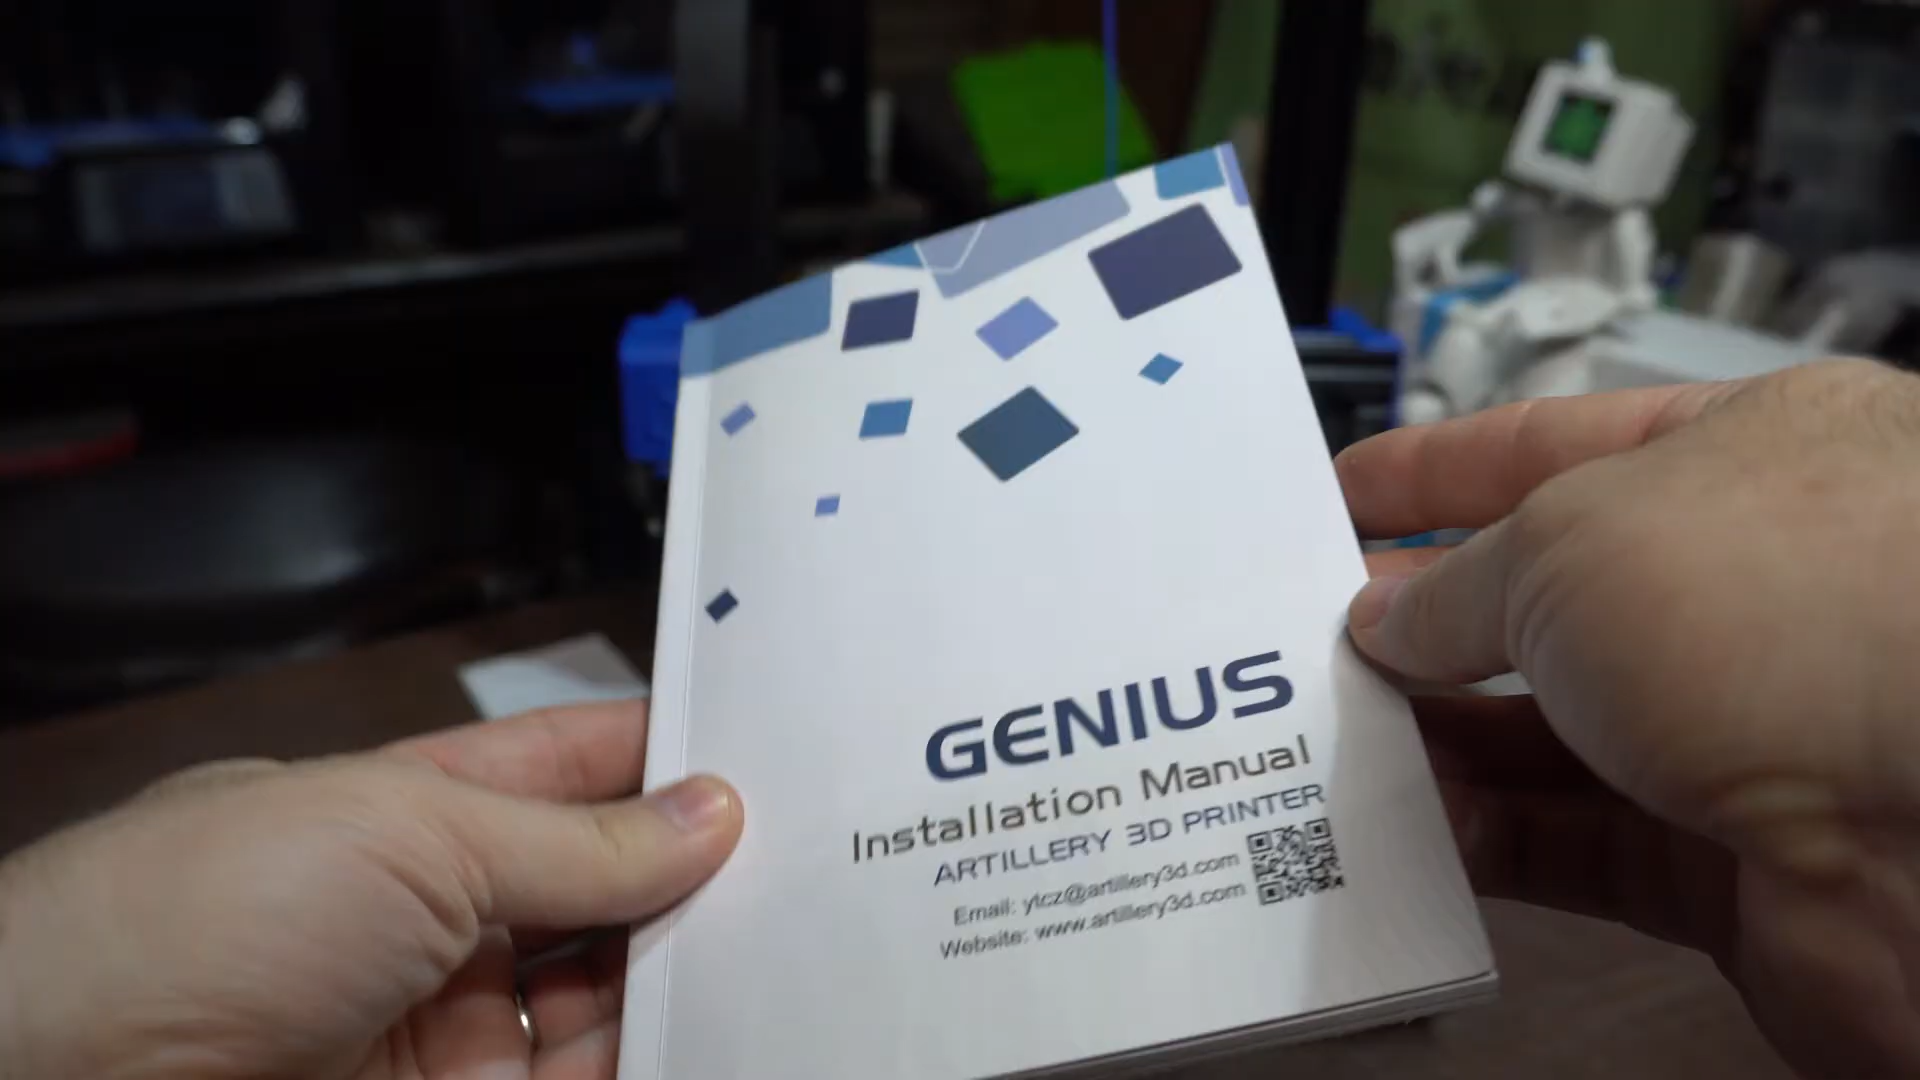 GENIUS
Installation Manual
ARTILLERY 3D PRINTER
Email: ytcz@artillery3d.com
Website: www.artillery3d.com